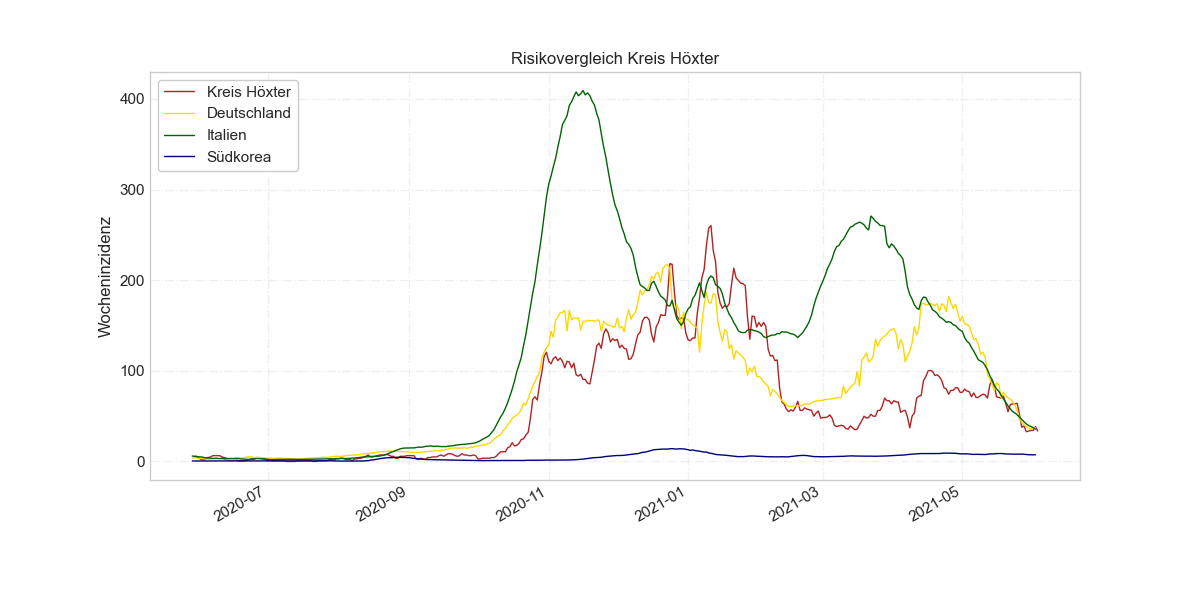 Risikovergleich Kreis Höxter
Kreis Höxter
Deutschland
Italien
Südkorea
Wocheninzidenz
400
300
200
100
0
2020-07
2020-09
2020-11
2021-01
2021-03
2021-05